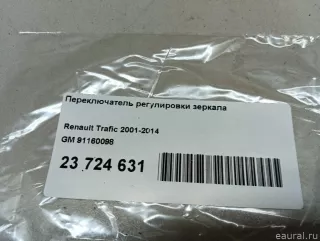 Переключатель регулировки зеркала
Renault Trafic 2001-2014
GM 91160098
23 724 631
eaural.ru